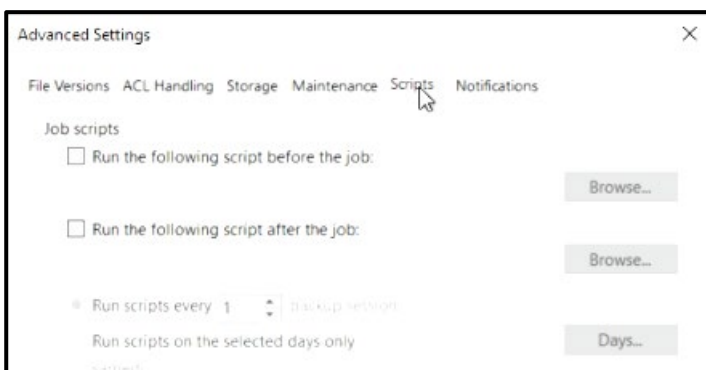 Advanced Settings
File Versions ACL Handling Storage Maintenance Scripts Notifications
Job scripts
Run the following script before the job:
Browse...
Run the following script after the job:
Browse...
Run scripts every 1 backup session
Run scripts on the selected days only Days...